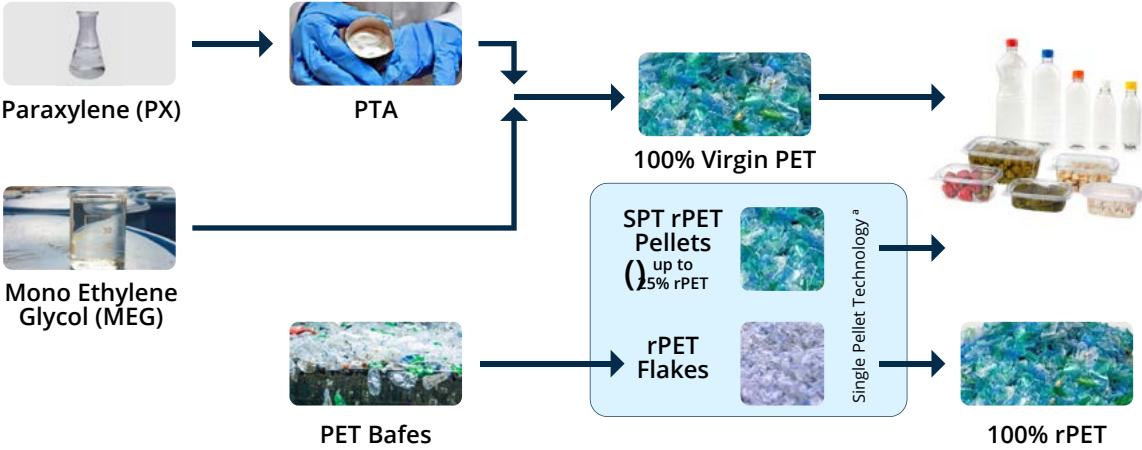 Paraxylene (PX)
PTA
100% Virgin PET
Mono Ethylene
Glycol (MEG)
SPT rPET
Pellets
() up to
25% rPET
Single Pellet Technology ª
rPET
Flakes
PET Bafes
100% rPET